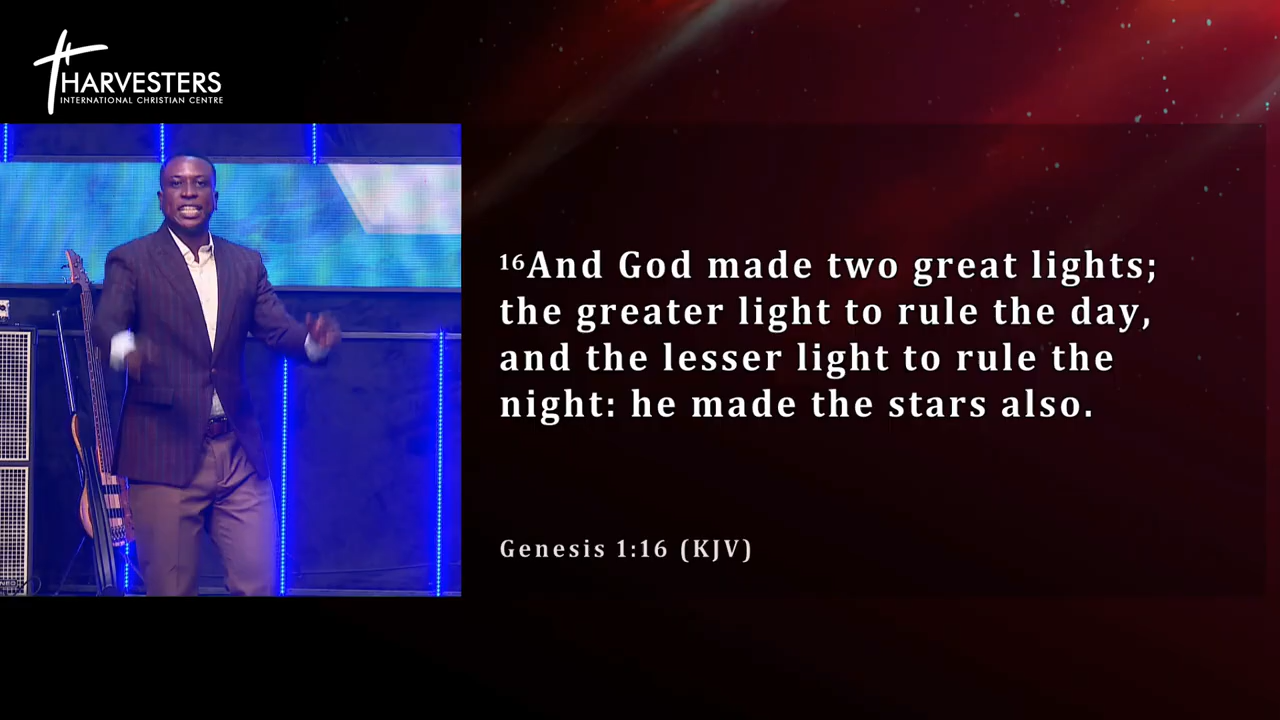 HARVESTERS
INTERNATIONAL CHRISTIAN CENTRE
16And God made two great lights;
the greater light to rule the day,
and the lesser light to rule the
night: he made the stars also.
Genesis 1:16 (KJV)